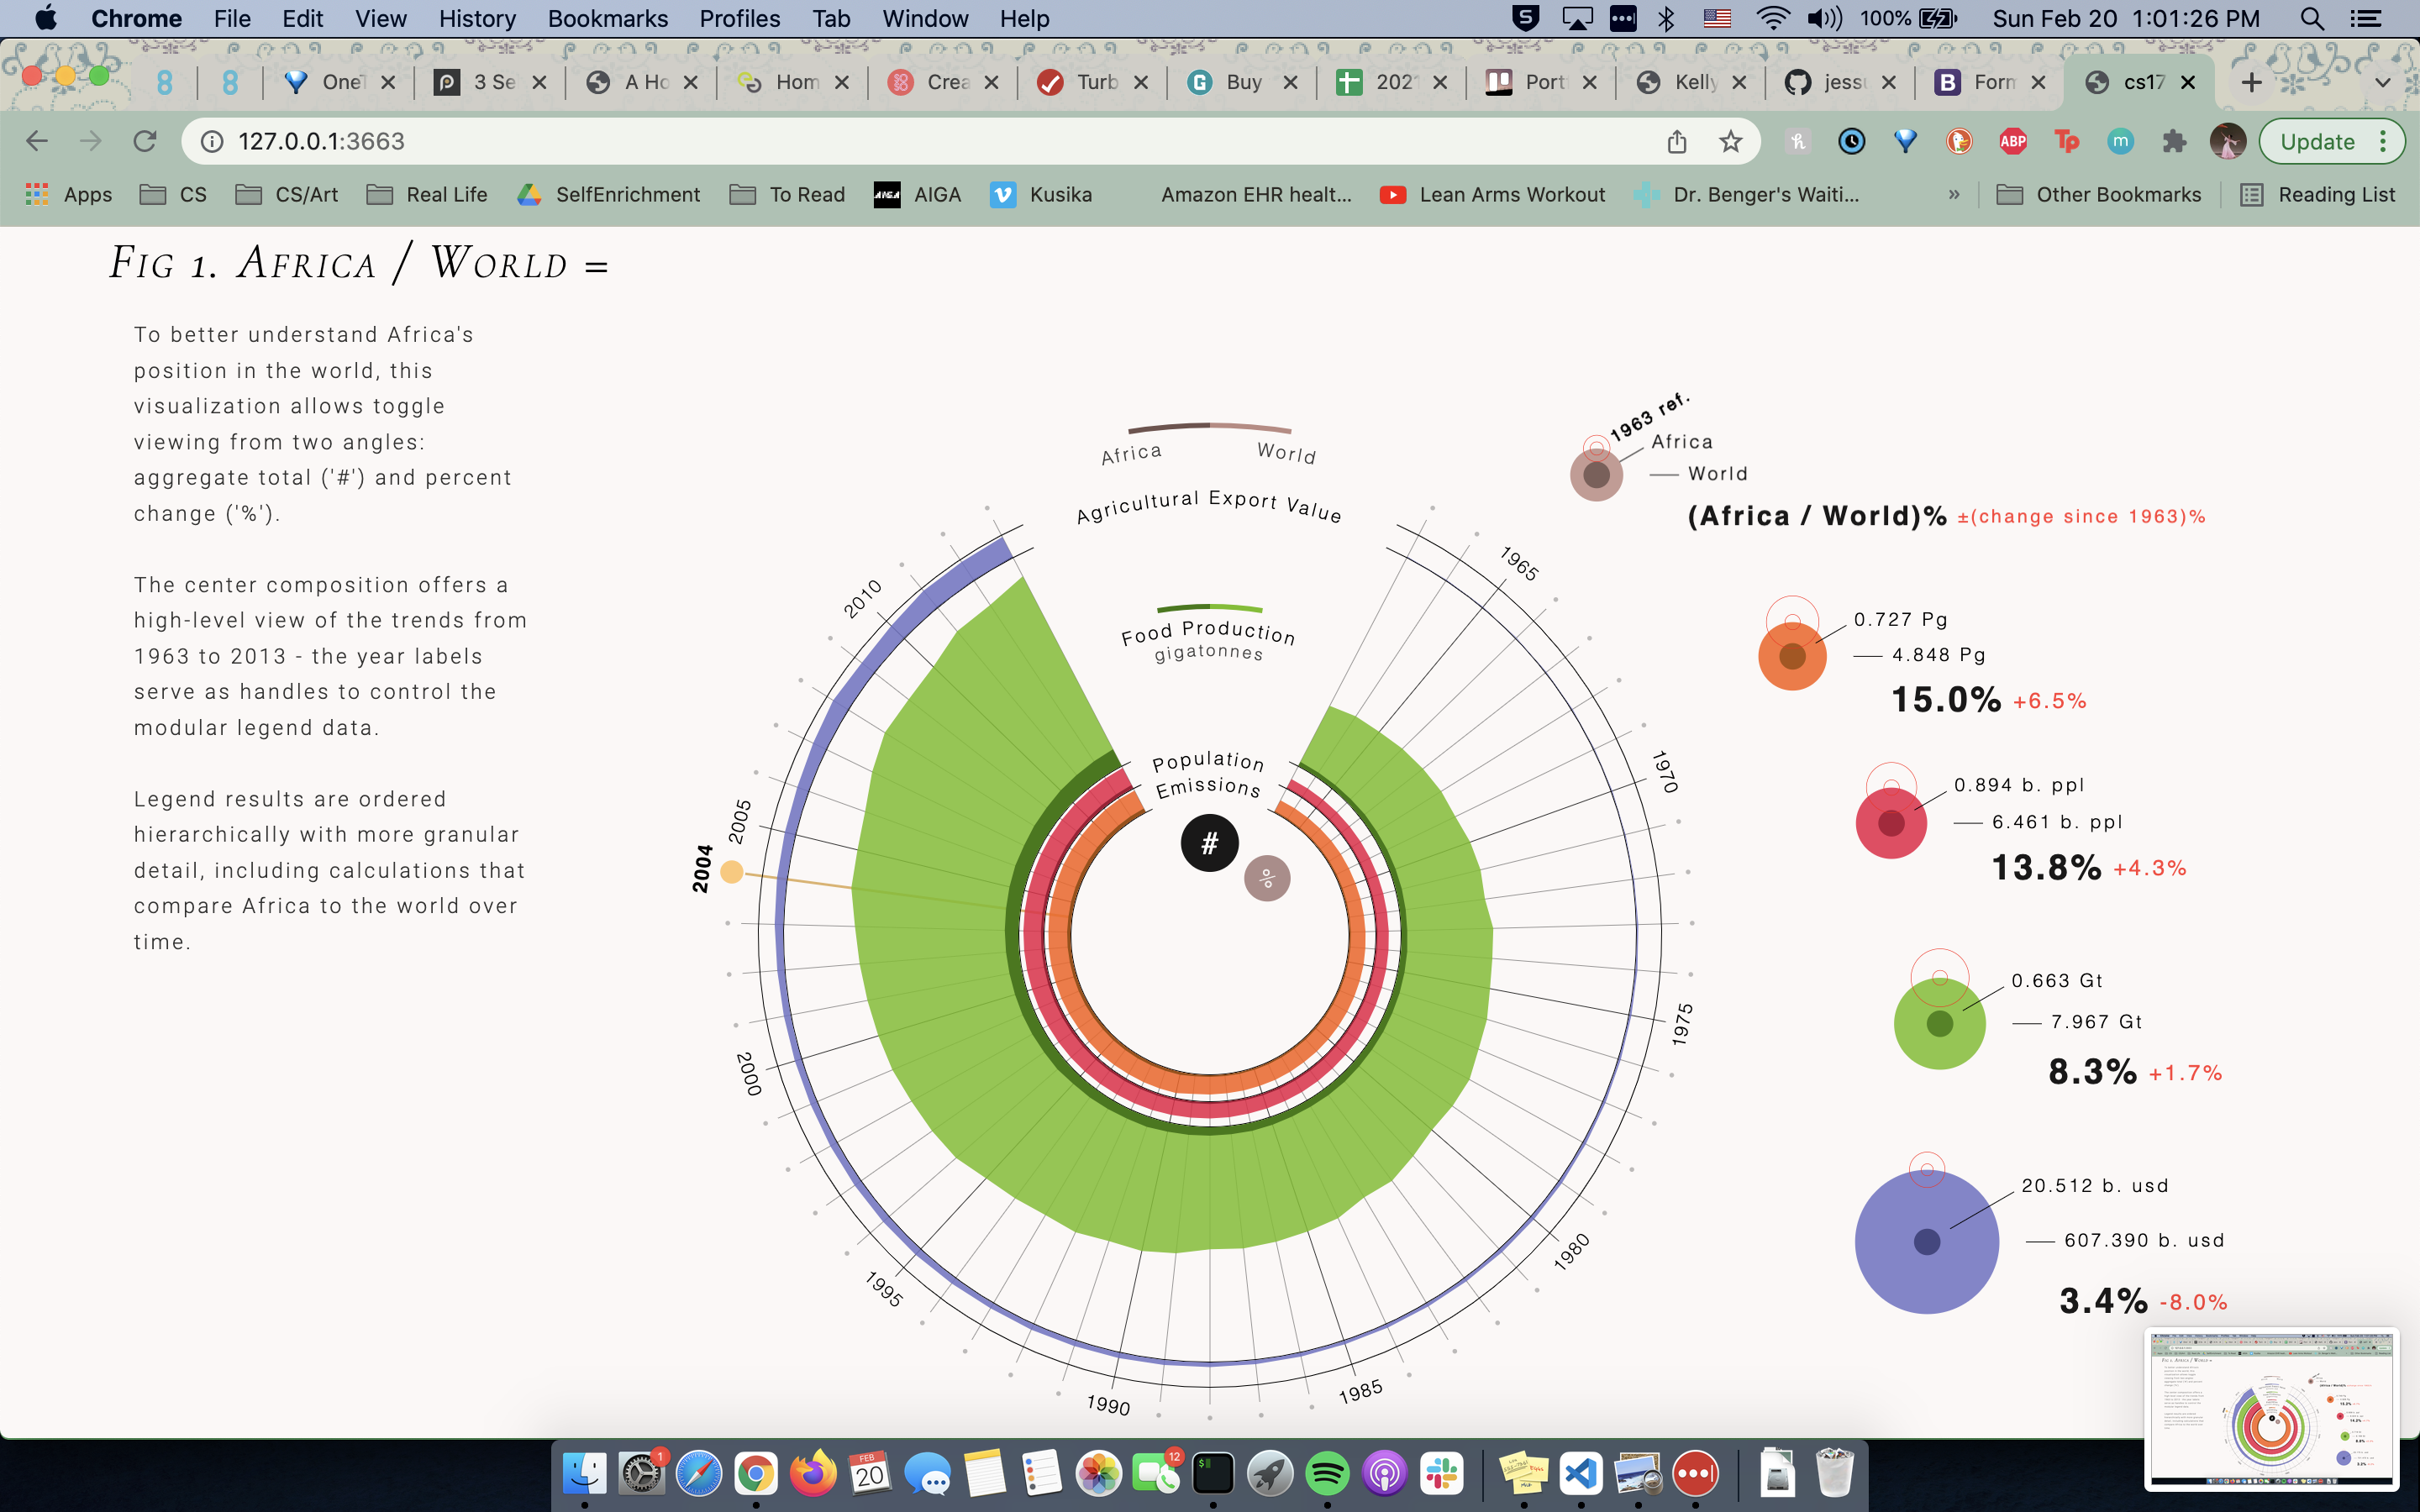 Chrome File Edit View History Bookmarks Profiles Tab Window Help 100% Sun Feb 20 1:01:26 PM
8 8 OneT 3 Se A Ho Hom Crea Turb Buy 2021 Port Kelly jessu Form cs17
127.0.0.1:3663 Update
Apps CS CS/Art Real Life SelfEnrichment To Read AIGA Kusika Amazon EHR healt... Lean Arms Workout Dr. Benger's Waiti... » Other Bookmarks Reading List
FIG 1. AFRICA / WORLD =
To better understand Africa's
position in the world, this
visualization allows toggle
viewing from two angles:
aggregate total ('#') and percent
change ('%').
The center composition offers a
high-level view of the trends from
1963 to 2013 - the year labels
serve as handles to control the
modular legend data.
Legend results are ordered
hierarchically with more granular
detail, including calculations that
compare Africa to the world over
time.
Africa World
Agricultural Export Value
Food Production
gigatonnes
Population
Emissions
#
%
1965
1970
1975
1980
1985
1990
1995
2000
2004
2005
2010
1963 ref.
Africa
World
(Africa / World)% ±(change since 1963)%
0.727 Pg
4.848 Pg
15.0% +6.5%
0.894 b. ppl
6.461 b. ppl
13.8% +4.3%
0.663 Gt
7.967 Gt
8.3% +1.7%
20.512 b. usd
607.390 b. usd
3.4% -8.0%
1
FEB
20
12